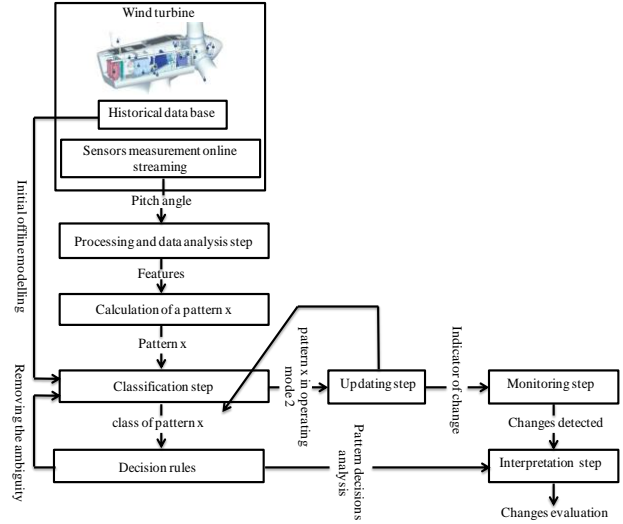 Wind turbine
Historical data base
Sensors measurement online
streaming
Pitch angle
Processing and data analysis step
Features
Calculation of a pattern x
Pattern x
Initial offline modelling
Classification step
pattern x in operating
mode 2
Updating step
Indicator of change
Monitoring step
class of pattern x
Changes detected
Removing the ambiguity
Decision rules
Pattern decisions
analysis
Interpretation step
Changes evaluation